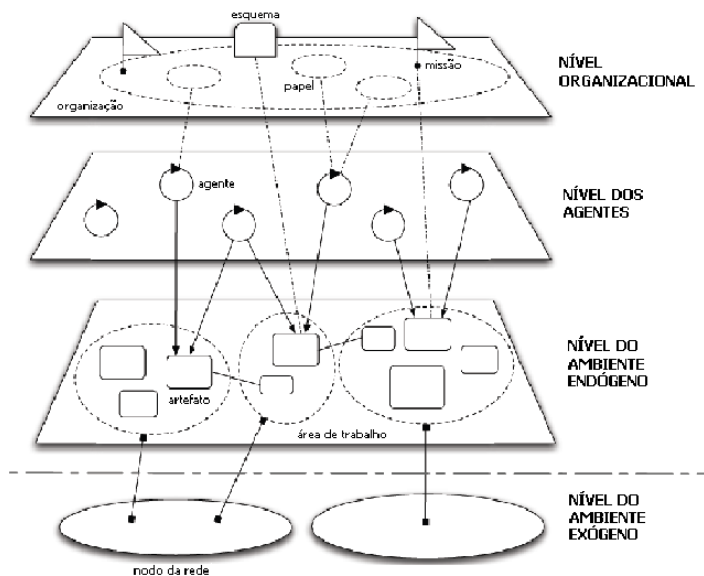 esquema
missão
papel
organização
NÍVEL
ORGANIZACIONAL
agente
NÍVEL DOS
AGENTES
artefato
área de trabalho
NÍVEL DO
AMBIENTE
ENDÓGENO
nodo da rede
NÍVEL DO
AMBIENTE
EXÓGENO